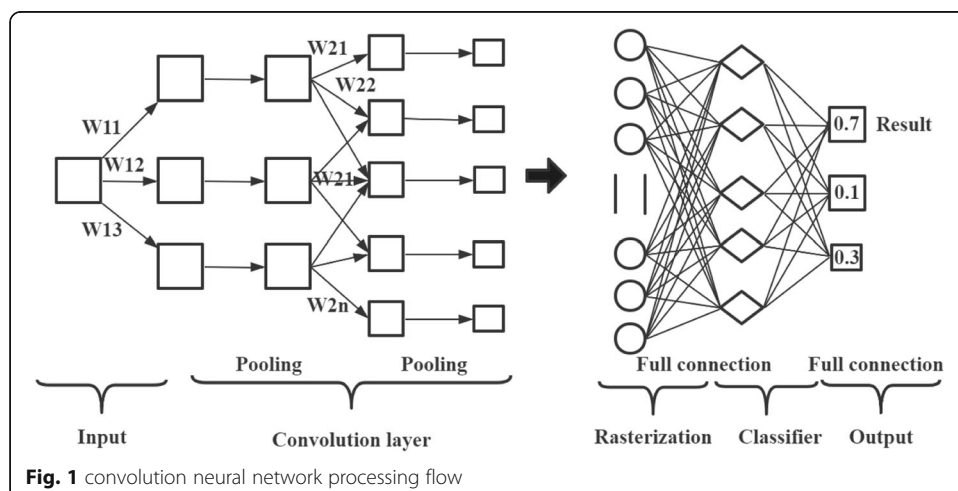 W21
W22
W11
W12
W21
W13
W2n
0.7 Result
0.1
0.3
Pooling Pooling Full connection Full connection
Input Convolution layer Rasterization Classifier Output
Fig. 1 convolution neural network processing flow